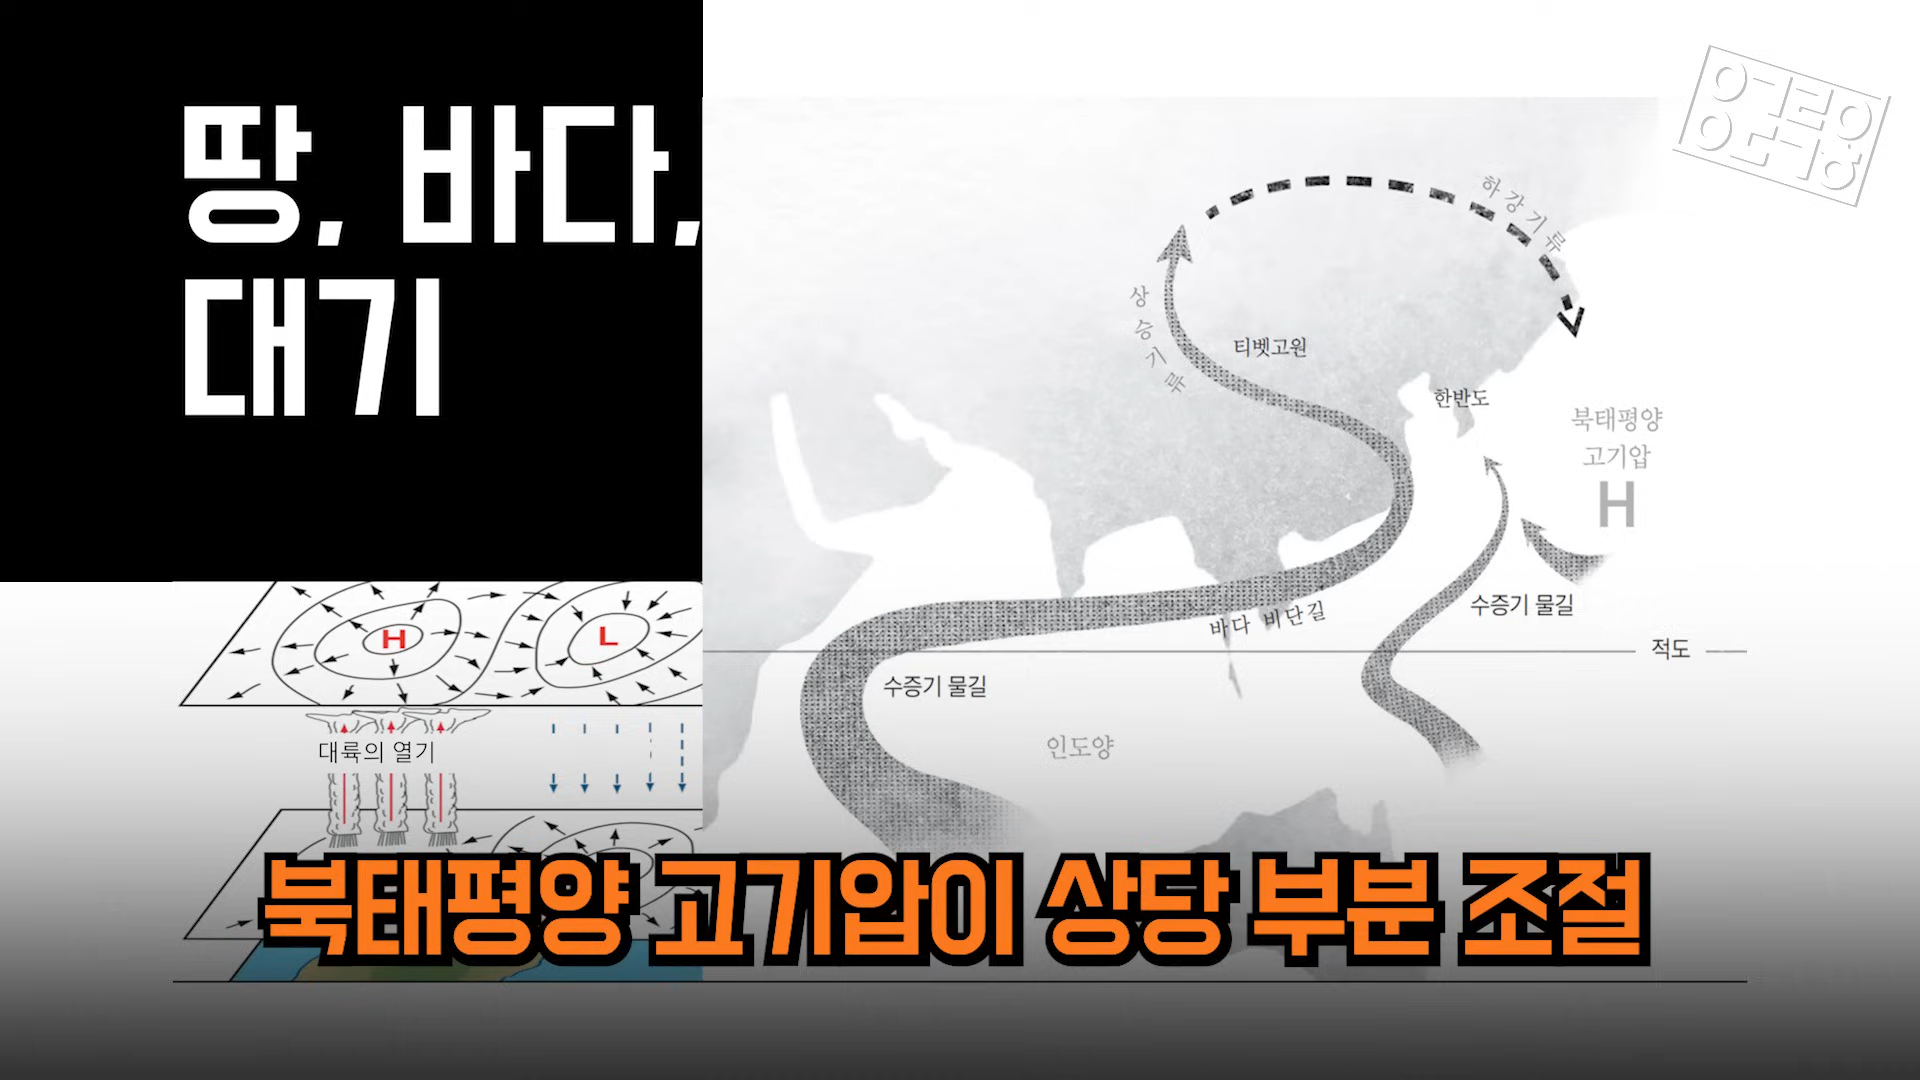 땅, 바다,
대기
하강기류
상승기류
티벳고원
한반도
북태평양
고기압
H
바다 비단길
수증기 물길
적도
수증기 물길
인도양
H
L
대륙의 열기
북태평양 고기압이 상당 부분 조절